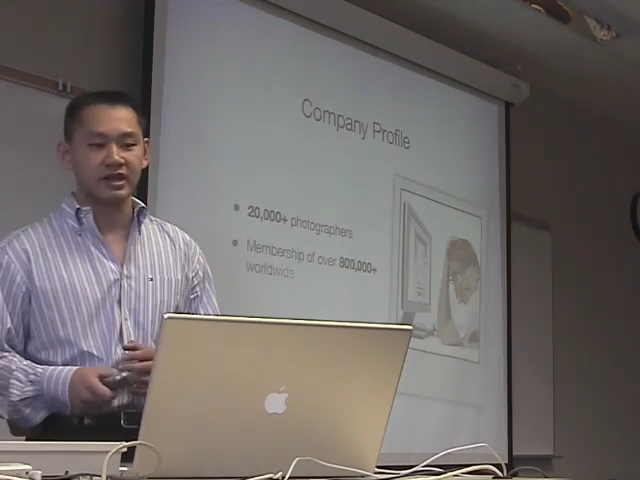 Company Profile
20,000+ photographers
Membership of over 800,000+
worldwide